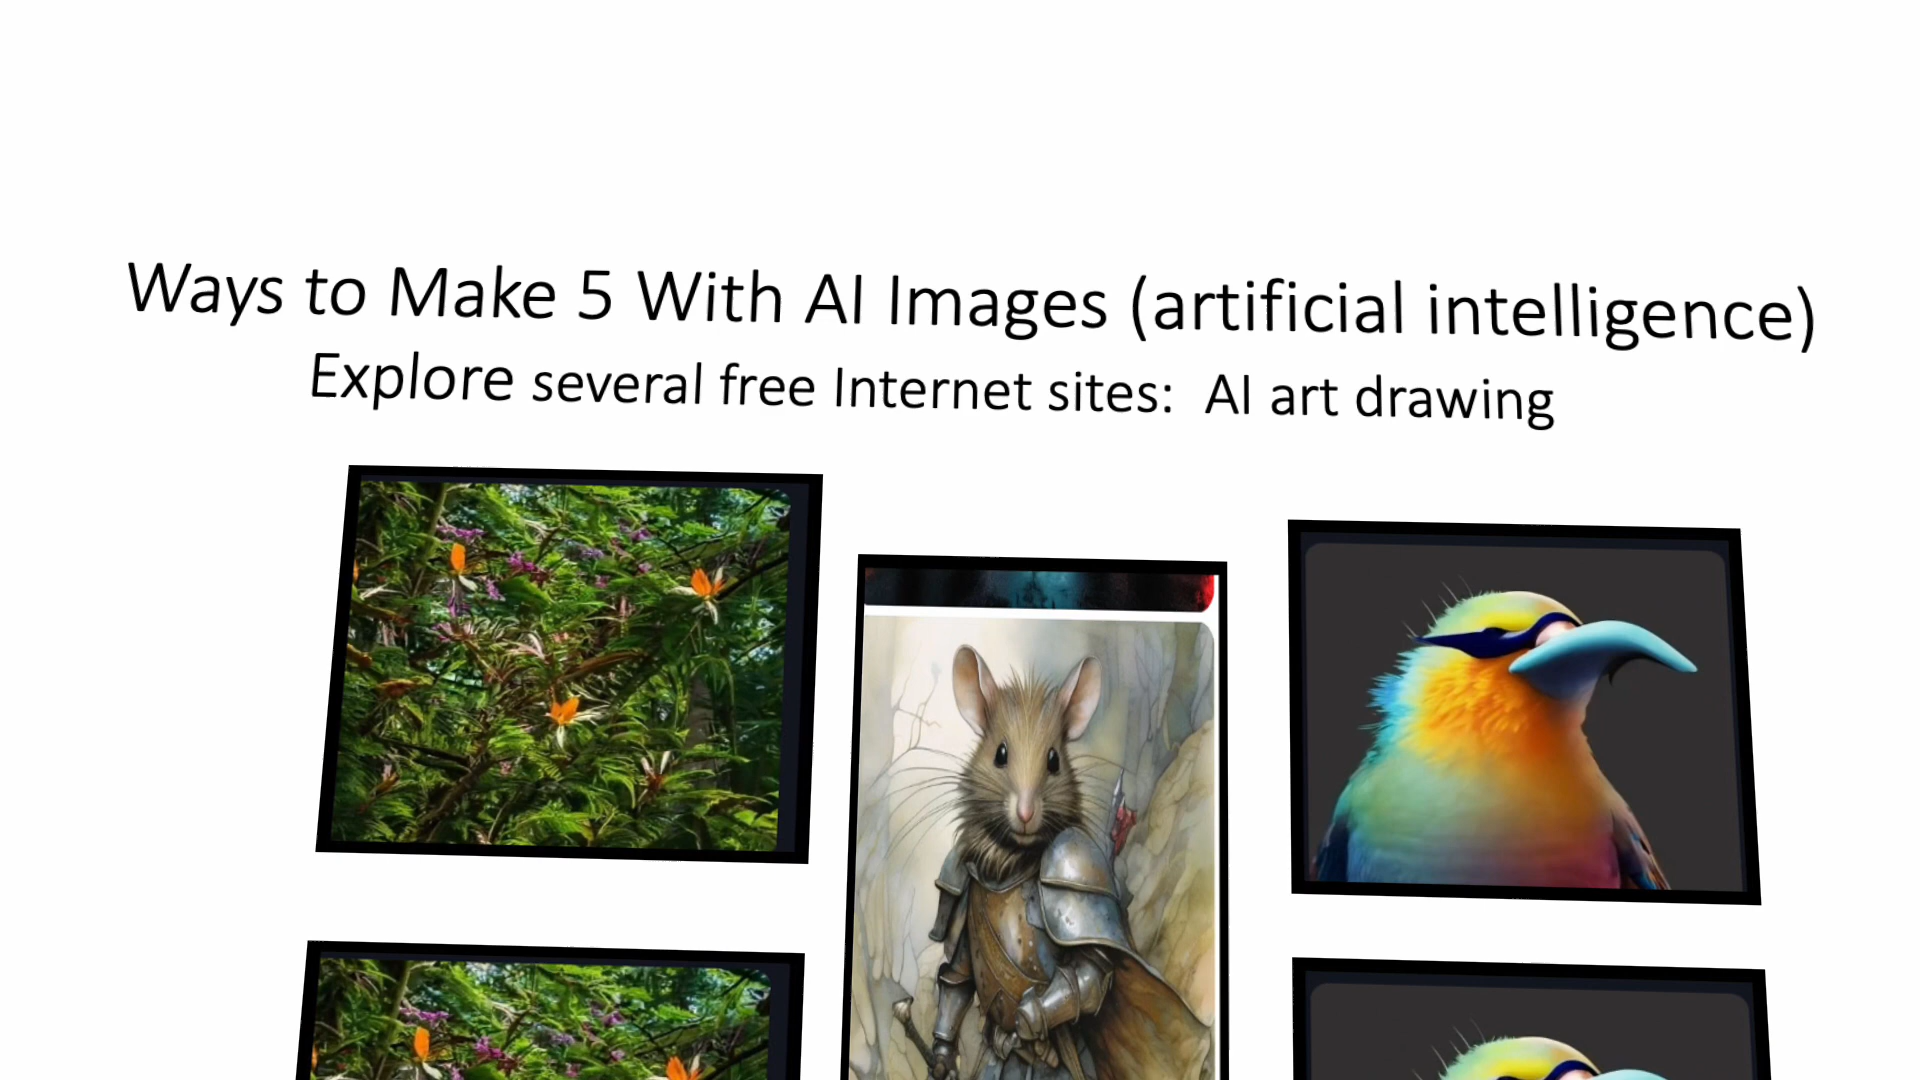 Ways to Make 5 With AI Images (artificial intelligence)
Explore several free Internet sites:  AI art drawing